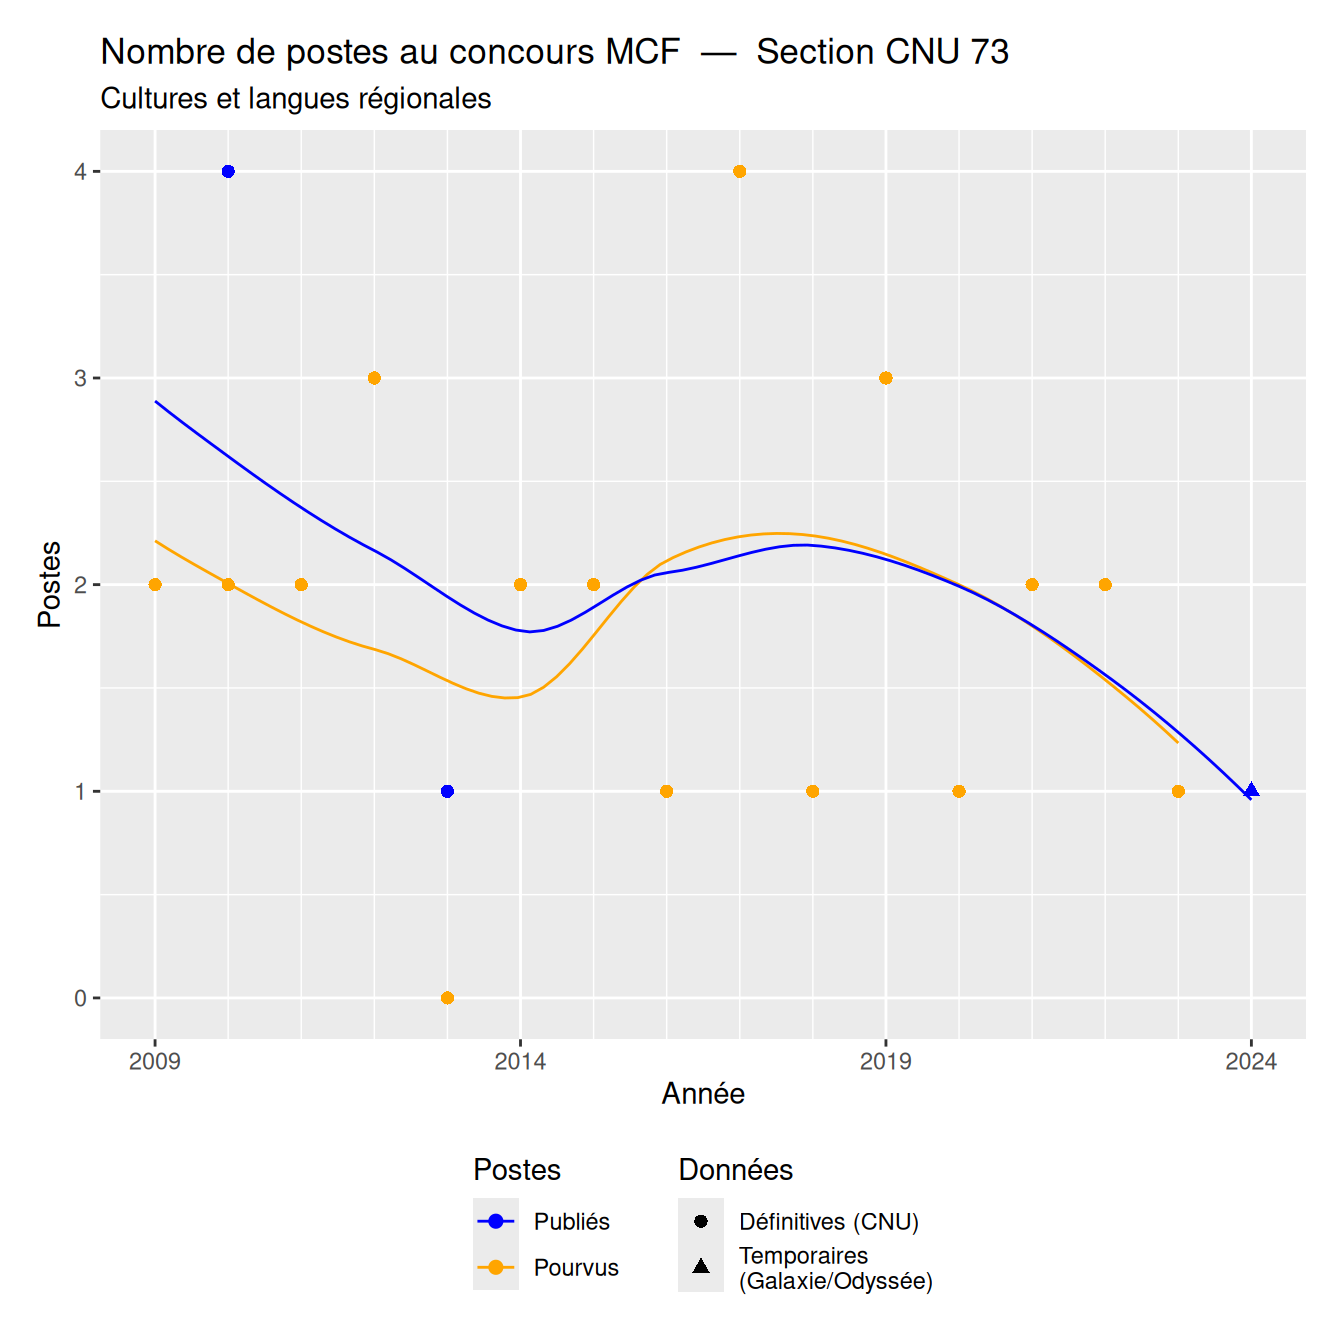 Nombre de postes au concours MCF — Section CNU 73
Cultures et langues régionales
Postes
4
3
2
1
0
2009 2014 2019 2024
Année
Postes
Publiés
Pourvus
Données
Définitives (CNU)
Temporaires
(Galaxie/Odyssée)